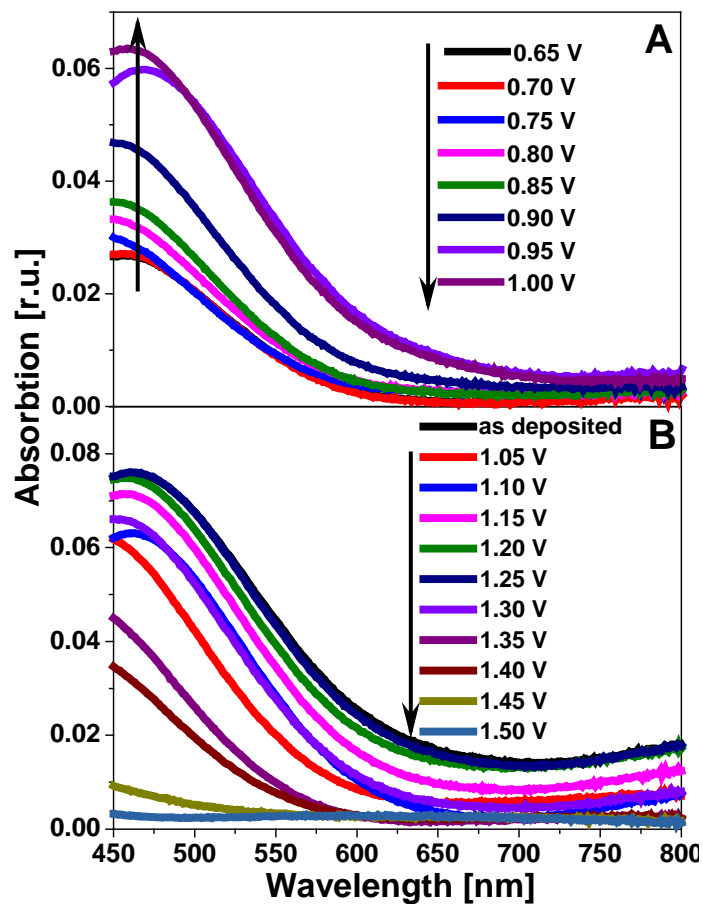 A
0.65 V
0.70 V
0.75 V
0.80 V
0.85 V
0.90 V
0.95 V
1.00 V
0.06
0.04
0.02
0.00
Absorbtion [r.u.]
B
as deposited
1.05 V
1.10 V
1.15 V
1.20 V
1.25 V
1.30 V
1.35 V
1.40 V
1.45 V
1.50 V
0.08
0.06
0.04
0.02
0.00
450 500 550 600 650 700 750 800
Wavelength [nm]